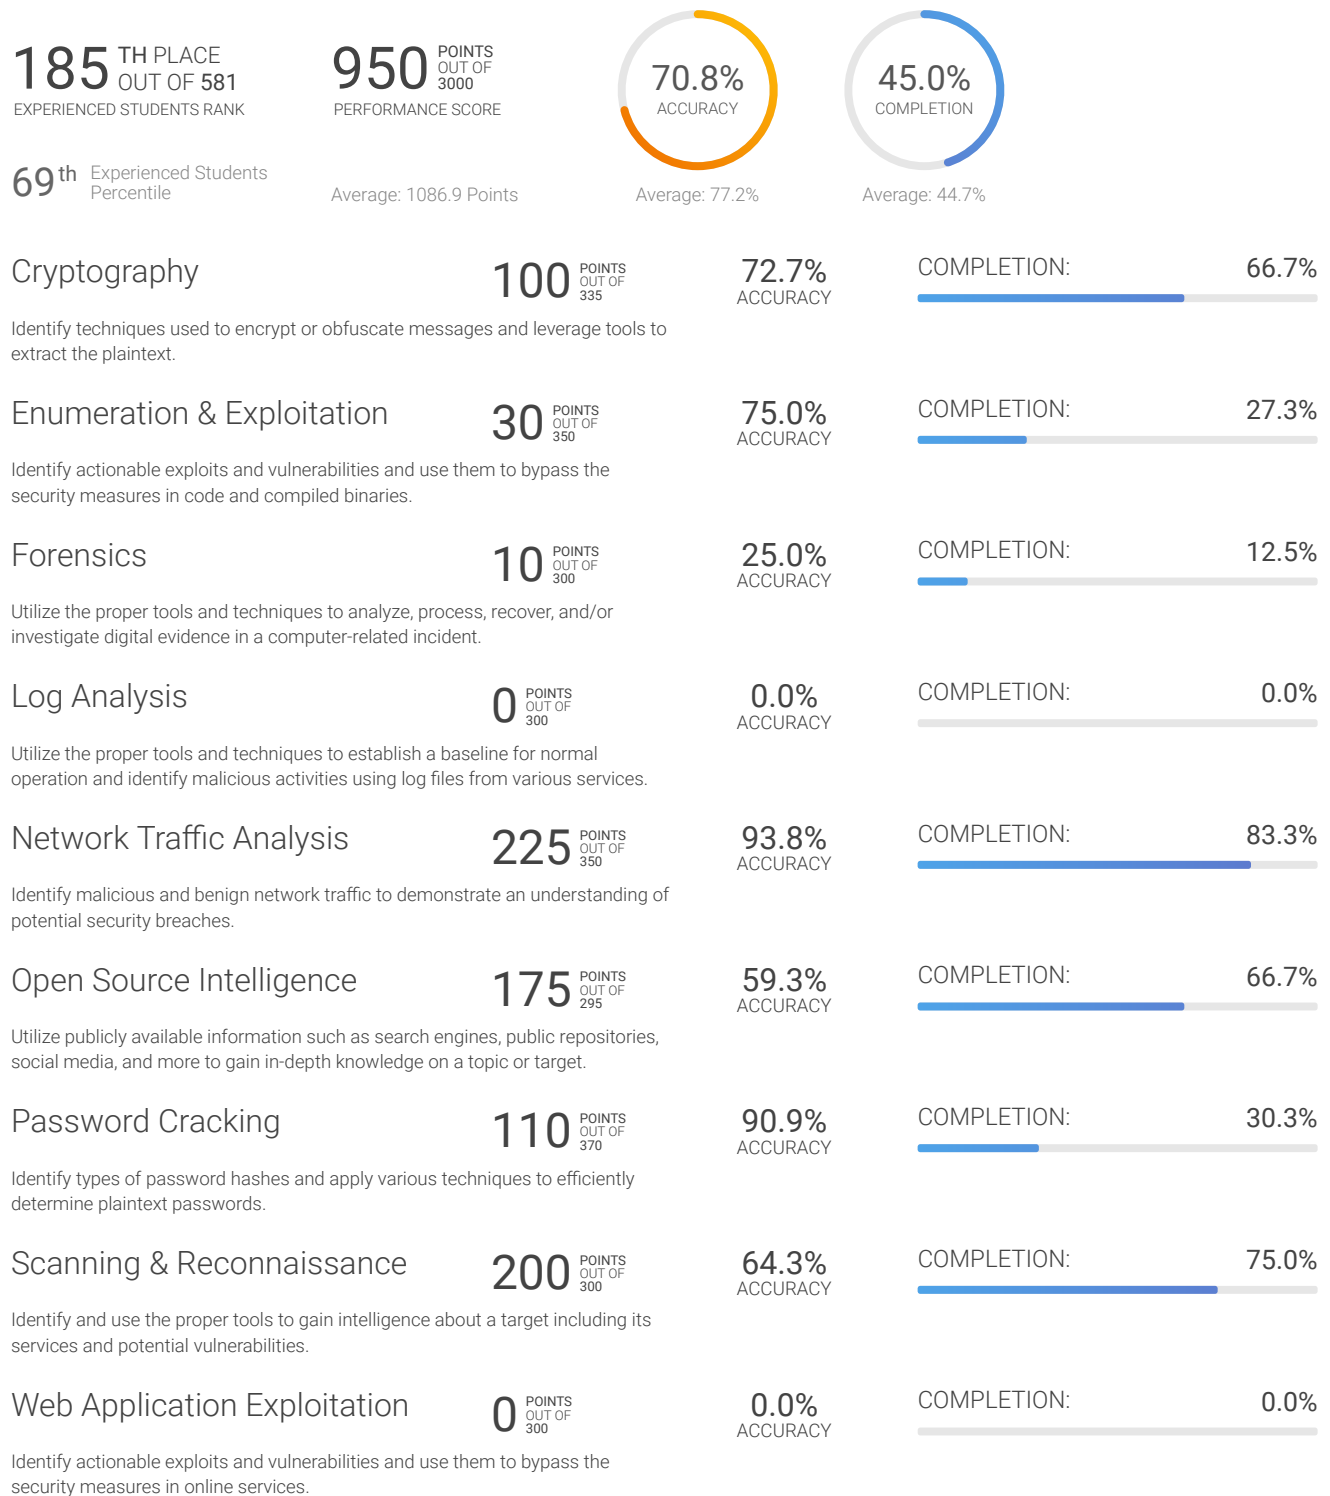 185 TH PLACE OUT OF 581
EXPERIENCED STUDENTS RANK
69th Experienced Students Percentile
950 POINTS OUT OF 3000
PERFORMANCE SCORE
Average: 1086.9 Points
70.8%
ACCURACY
Average: 77.2%
45.0%
COMPLETION
Average: 44.7%
Cryptography
100 POINTS OUT OF 335
72.7%
ACCURACY
COMPLETION: 66.7%
Identify techniques used to encrypt or obfuscate messages and leverage tools to
extract the plaintext.
Enumeration & Exploitation
30 POINTS OUT OF 350
75.0%
ACCURACY
COMPLETION: 27.3%
Identify actionable exploits and vulnerabilities and use them to bypass the
security measures in code and compiled binaries.
Forensics
10 POINTS OUT OF 300
25.0%
ACCURACY
COMPLETION: 12.5%
Utilize the proper tools and techniques to analyze, process, recover, and/or
investigate digital evidence in a computer-related incident.
Log Analysis
0 POINTS OUT OF 300
0.0%
ACCURACY
COMPLETION: 0.0%
Utilize the proper tools and techniques to establish a baseline for normal
operation and identify malicious activities using log files from various services.
Network Traffic Analysis
225 POINTS OUT OF 350
93.8%
ACCURACY
COMPLETION: 83.3%
Identify malicious and benign network traffic to demonstrate an understanding of
potential security breaches.
Open Source Intelligence
175 POINTS OUT OF 295
59.3%
ACCURACY
COMPLETION: 66.7%
Utilize publicly available information such as search engines, public repositories,
social media, and more to gain in-depth knowledge on a topic or target.
Password Cracking
110 POINTS OUT OF 370
90.9%
ACCURACY
COMPLETION: 30.3%
Identify types of password hashes and apply various techniques to efficiently
determine plaintext passwords.
Scanning & Reconnaissance
200 POINTS OUT OF 300
64.3%
ACCURACY
COMPLETION: 75.0%
Identify and use the proper tools to gain intelligence about a target including its
services and potential vulnerabilities.
Web Application Exploitation
0 POINTS OUT OF 300
0.0%
ACCURACY
COMPLETION: 0.0%
Identify actionable exploits and vulnerabilities and use them to bypass the
security measures in online services.